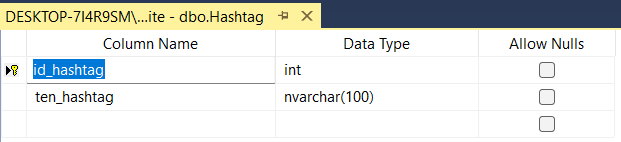 DESKTOP-7I4R9SM\...ite - dbo.Hashtag
Column Name Data Type Allow Nulls
id_hashtag int
ten_hashtag nvarchar(100)